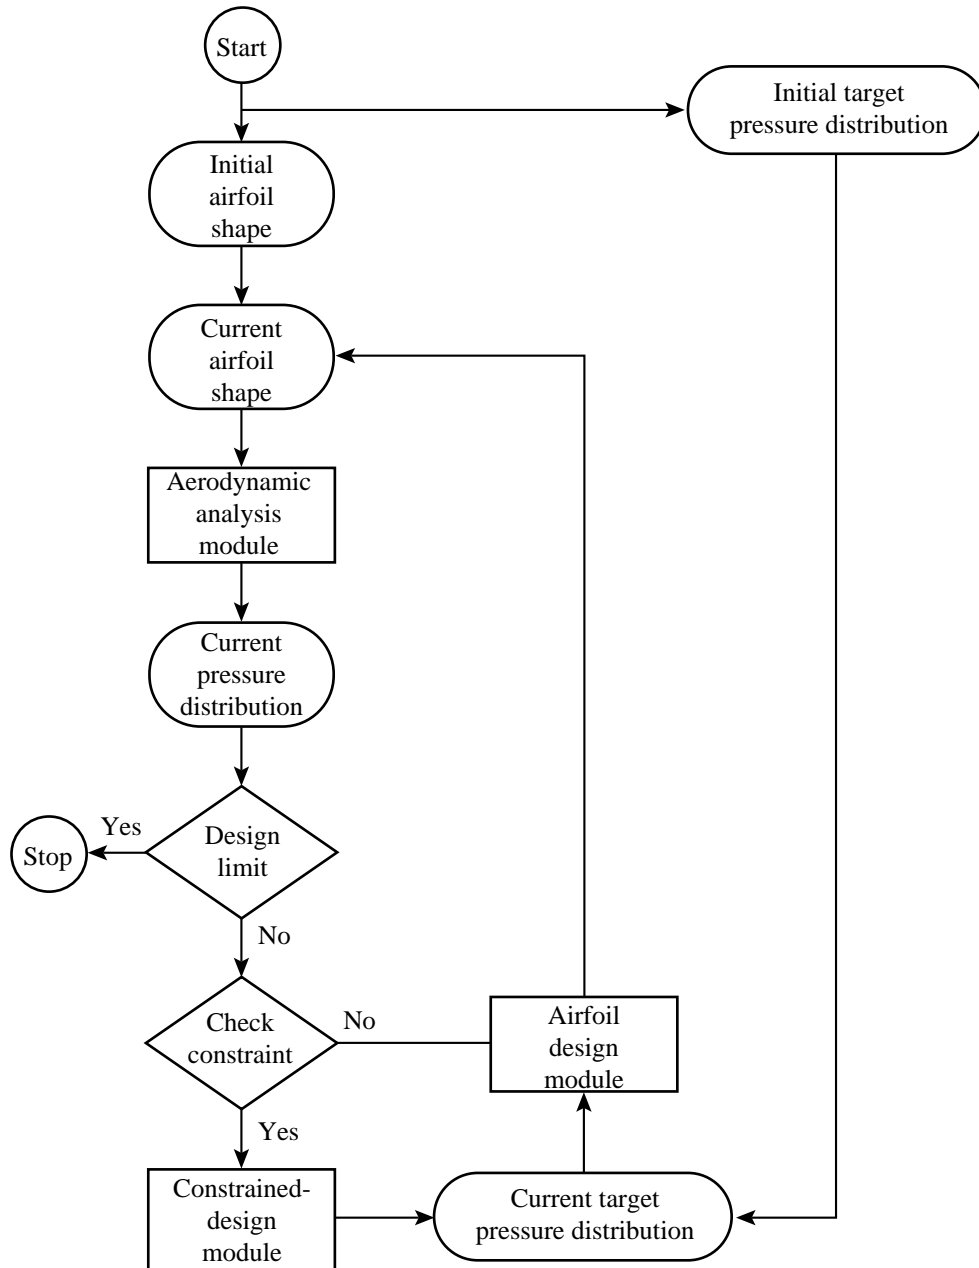 Start
Initial target
pressure distribution
Initial
airfoil
shape
Current
airfoil
shape
Aerodynamic
analysis
module
Current
pressure
distribution
Yes
Stop
Design
limit
No
Check
constraint
No
Airfoil
design
module
Yes
Constrained-
design
module
Current target
pressure distribution